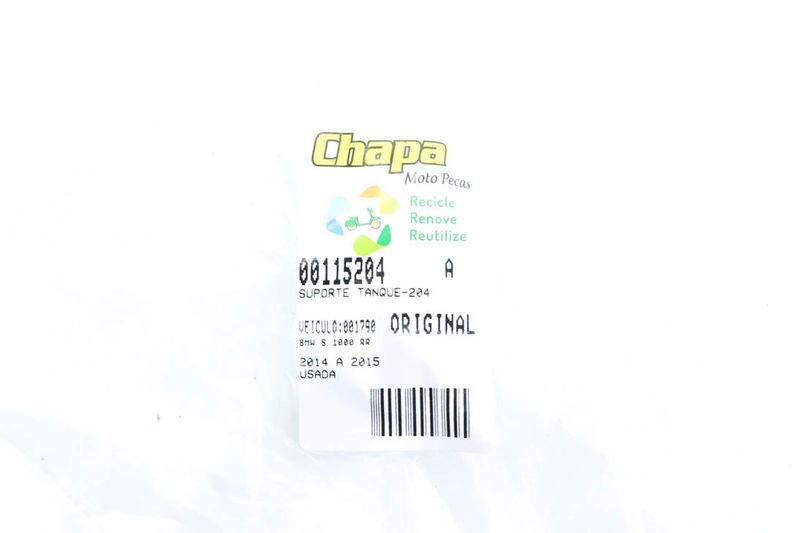 Chapa
Moto Peças
Recicle
Renove
Reutilize
00115204 A
SUPORTE TANQUE-204
VEICULO:001790 ORIGINAL
BMW S 1000 RR
2014 A 2015
USADA